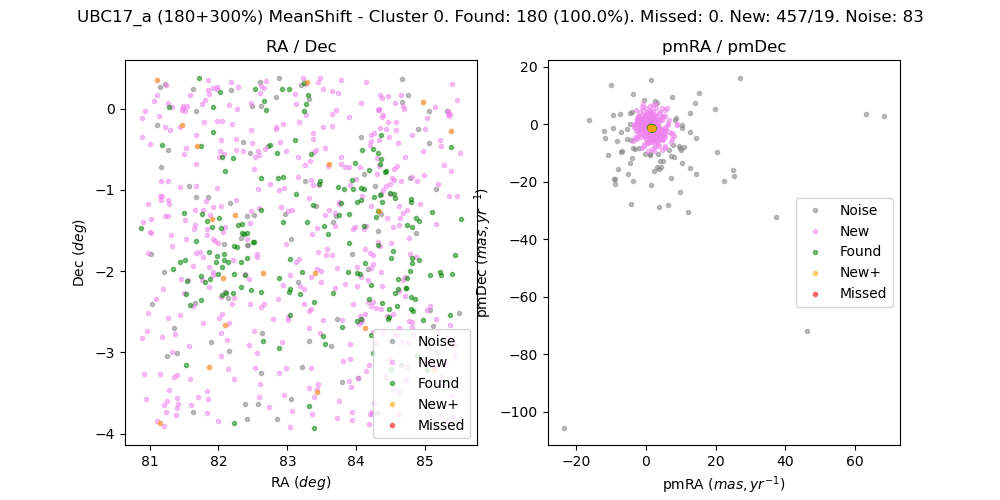 UBC17_a (180+300%) MeanShift - Cluster 0. Found: 180 (100.0%). Missed: 0. New: 457/19. Noise: 83
RA / Dec
0
−1
−2
−3
−4
Dec (deg)
81
82
83
84
85
RA (deg)
Noise
New
Found
New+
Missed
pmRA / pmDec
20
0
−20
−40
−60
−80
−100
pmDec (mas, yr⁻¹)
−20
0
20
40
60
pmRA (mas, yr⁻¹)
Noise
New
Found
New+
Missed